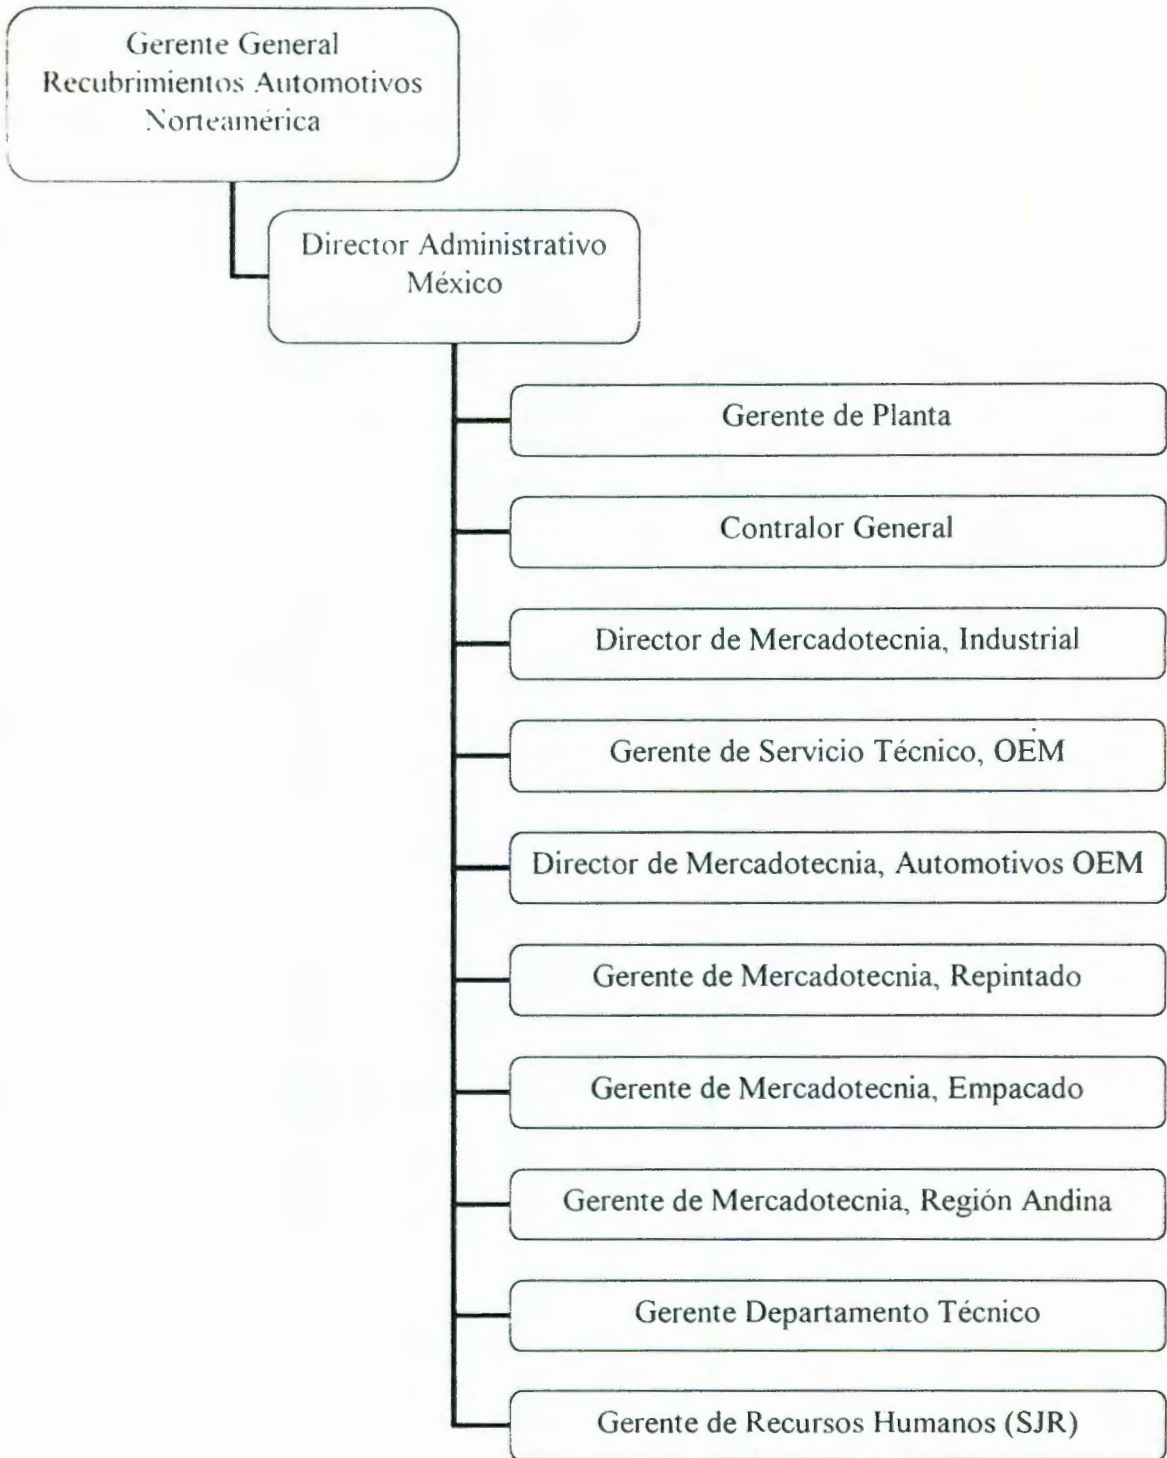 Gerente General
Recubrimientos Automotivos
Norteamérica
Director Administrativo
México
Gerente de Planta
Contralor General
Director de Mercadotecnia, Industrial
Gerente de Servicio Técnico, OEM
Director de Mercadotecnia, Automotivos OEM
Gerente de Mercadotecnia, Repintado
Gerente de Mercadotecnia, Empacado
Gerente de Mercadotecnia, Región Andina
Gerente Departamento Técnico
Gerente de Recursos Humanos (SJR)